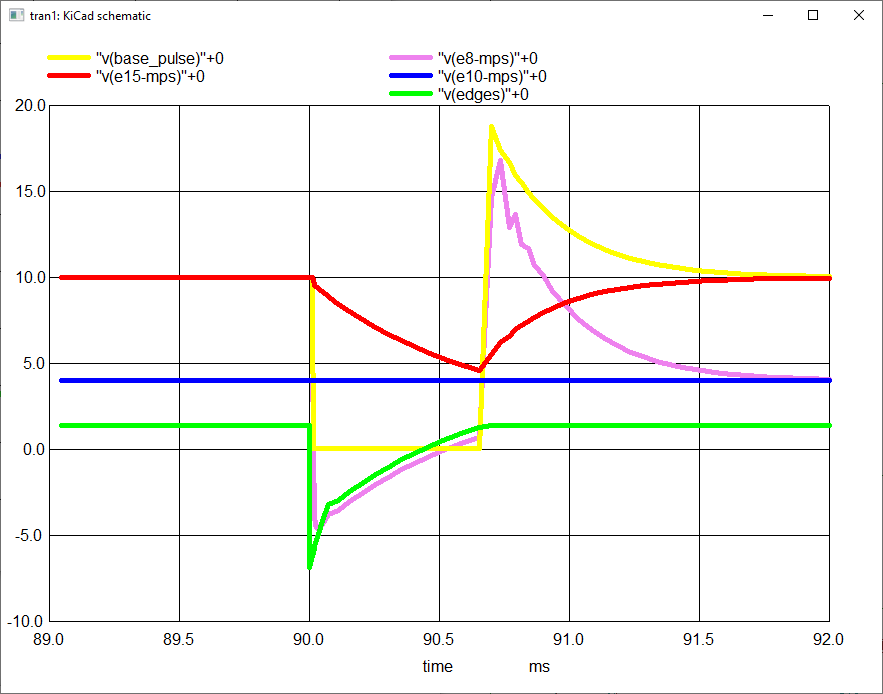 tran1: KiCad schematic
"v(base_pulse)"+0 "v(e8-mps)"+0
"v(e15-mps)"+0 "v(e10-mps)"+0
"v(edges)"+0
20.0
15.0
10.0
5.0
0.0
-5.0
-10.0
89.0 89.5 90.0 90.5 91.0 91.5 92.0
time ms